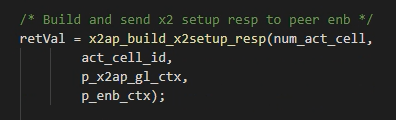 /* Build and send x2 setup resp to peer enb */
retVal = x2ap_build_x2setup_resp(num_act_cell,
act_cell_id,
p_x2ap_gl_ctx,
p_enb_ctx);